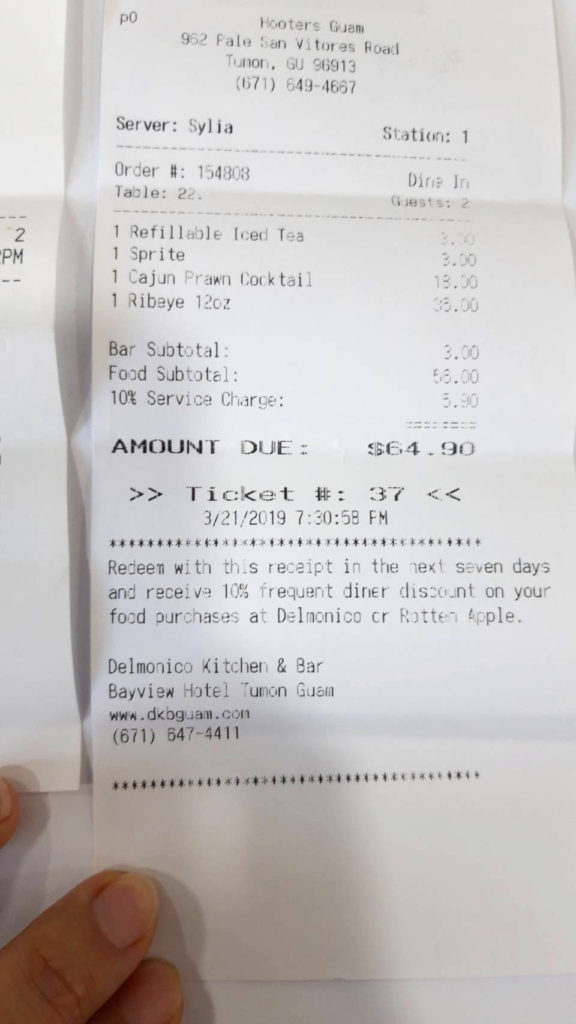 p0
Hooters Guam
962 Pale San Vitores Road
Tumon, GU 96913
(671) 649-4667
Server: Sylia Station: 1
Order #: 154808 Dine In
Table: 22. Guests: 2
1 Refillable Iced Tea 3.00
1 Sprite 3.00
1 Cajun Prawn Cocktail 18.00
1 Ribeye 12oz 35.00
Bar Subtotal: 3.00
Food Subtotal: 56.00
10% Service Charge: 5.90
========
AMOUNT DUE: $64.90
>> Ticket #: 37 <<
3/21/2019 7:30:58 PM
****************************************
Redeem with this receipt in the next seven days
and receive 10% frequent diner discount on your
food purchases at Delmonico or Rotten Apple.
Delmonico Kitchen & Bar
Bayview Hotel Tumon Guam
www.dkbguam.com
(671) 647-4411
****************************************
2
PM